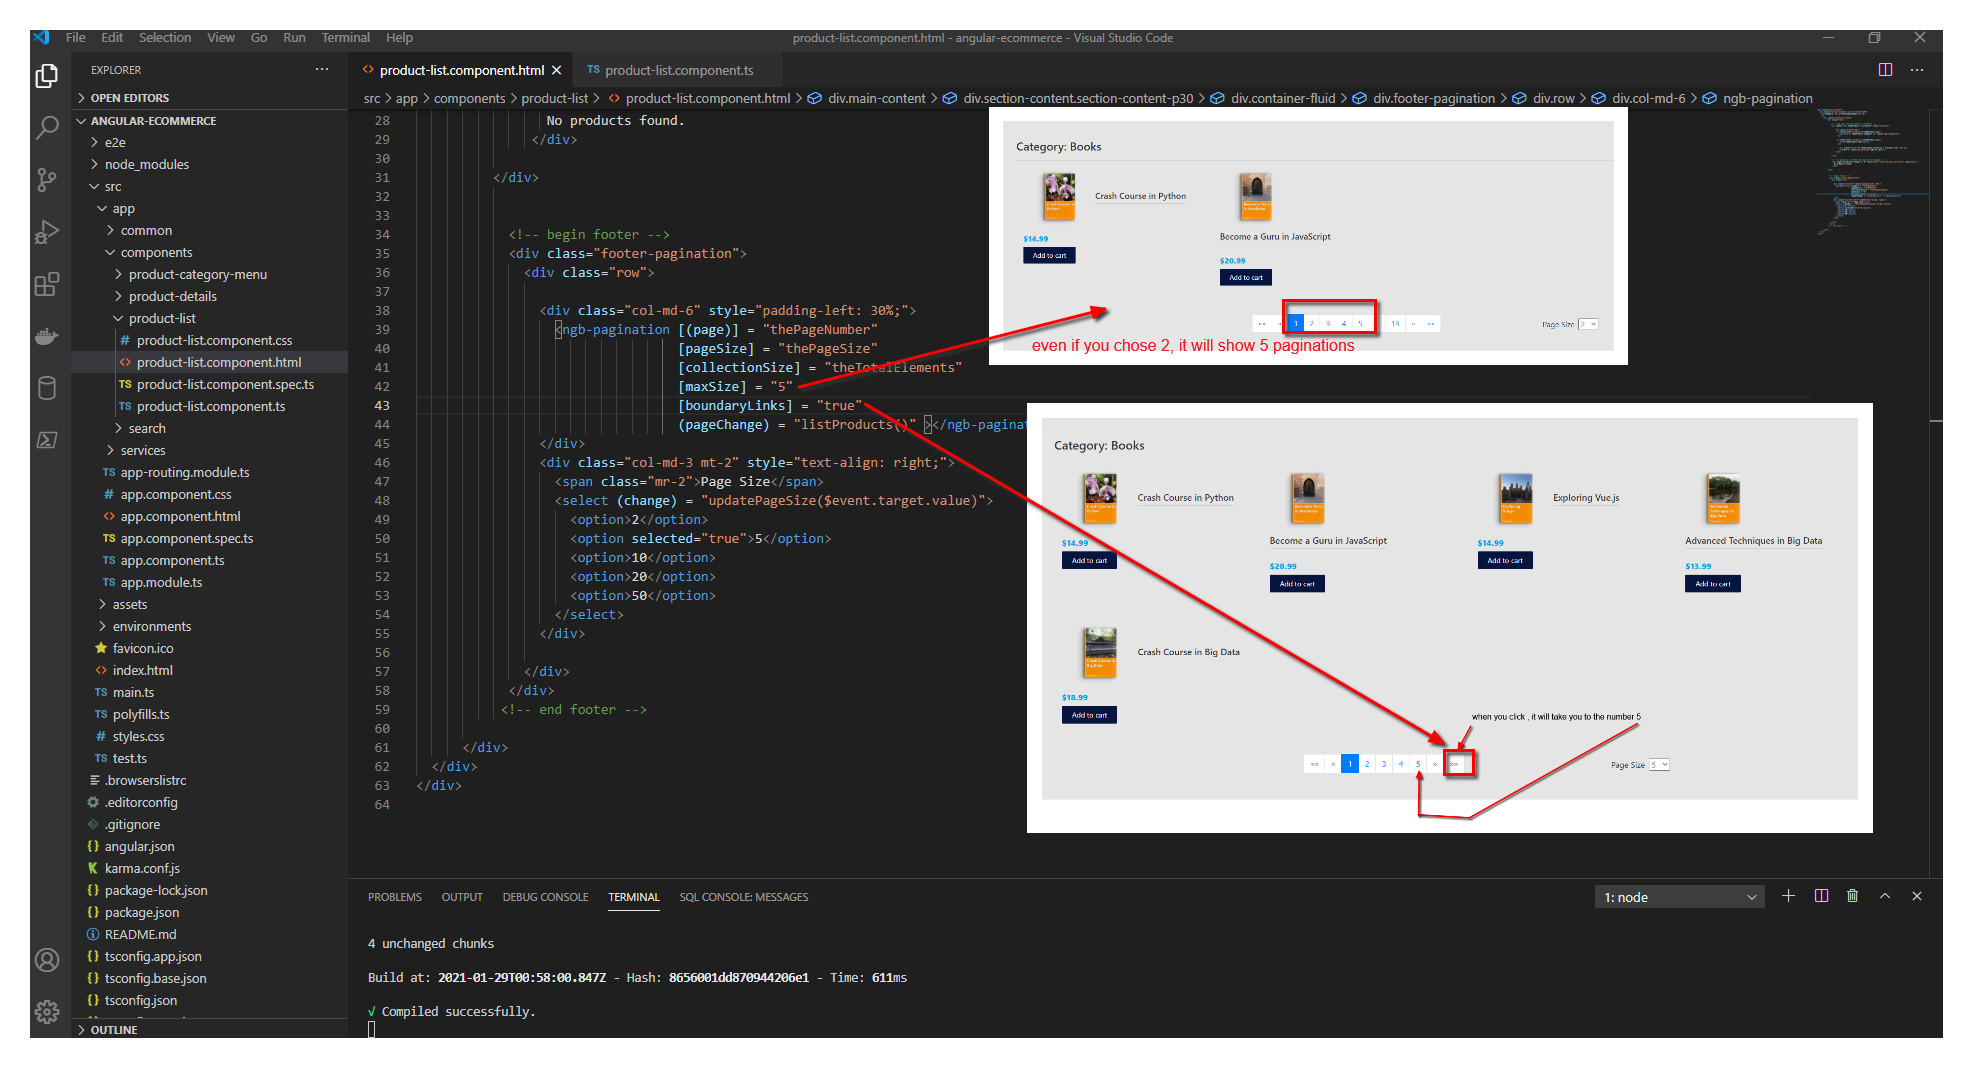 File Edit Selection View Go Run Terminal Help
product-list.component.html - angular-ecommerce - Visual Studio Code
EXPLORER
OPEN EDITORS
ANGULAR-ECOMMERCE
e2e
node_modules
src
app
common
components
product-category-menu
product-details
product-list
# product-list.component.css
<> product-list.component.html
TS product-list.component.spec.ts
TS product-list.component.ts
search
services
TS app-routing.module.ts
# app.component.css
<> app.component.html
TS app.component.spec.ts
TS app.component.ts
TS app.module.ts
assets
environments
favicon.ico
<> index.html
TS main.ts
TS polyfills.ts
# styles.css
TS test.ts
.browserslistrc
.editorconfig
.gitignore
{} angular.json
K karma.conf.js
{} package-lock.json
{} package.json
README.md
{} tsconfig.app.json
{} tsconfig.base.json
{} tsconfig.json
OUTLINE
<> product-list.component.html
TS product-list.component.ts
src > app > components > product-list > <> product-list.component.html > div.main-content > div.section-content.section-content-p30 > div.container-fluid > div.footer-pagination > div.row > div.col-md-6 > ngb-pagination
28 No products found.
29 </div>
30
31 </div>
32
33
34 <!-- begin footer -->
35 <div class="footer-pagination">
36 <div class="row">
37
38 <div class="col-md-6" style="padding-left: 30%;">
39 <ngb-pagination [(page)] = "thePageNumber"
40 [pageSize] = "thePageSize"
41 [collectionSize] = "theTotalElements"
42 [maxSize] = "5"
43 [boundaryLinks] = "true"
44 (pageChange) = "listProducts()" ></ngb-paginat
45 </div>
46 <div class="col-md-3 mt-2" style="text-align: right;">
47 <span class="mr-2">Page Size</span>
48 <select (change) = "updatePageSize($event.target.value)">
49 <option>2</option>
50 <option selected="true">5</option>
51 <option>10</option>
52 <option>20</option>
53 <option>50</option>
54 </select>
55 </div>
56
57 </div>
58 </div>
59 <!-- end footer -->
60
61 </div>
62 </div>
63 </div>
64
Category: Books
Crash Course in Python
$14.99
Add to cart
Become a Guru in JavaScript
$20.99
Add to cart
«« « 1 2 3 4 5 13 » »»
Page Size 2
even if you chose 2, it will show 5 paginations
Category: Books
Crash Course in Python
$14.99
Add to cart
Become a Guru in JavaScript
$20.99
Add to cart
Exploring Vue.js
$14.99
Add to cart
Advanced Techniques in Big Data
$13.99
Add to cart
Crash Course in Big Data
$18.99
Add to cart
when you click , it will take you to the number 5
«« « 1 2 3 4 5 » »»
Page Size 5
PROBLEMS OUTPUT DEBUG CONSOLE TERMINAL SQL CONSOLE: MESSAGES
1: node
4 unchanged chunks
Build at: 2021-01-29T00:58:00.847Z - Hash: 8656001dd870944206e1 - Time: 611ms
√ Compiled successfully.